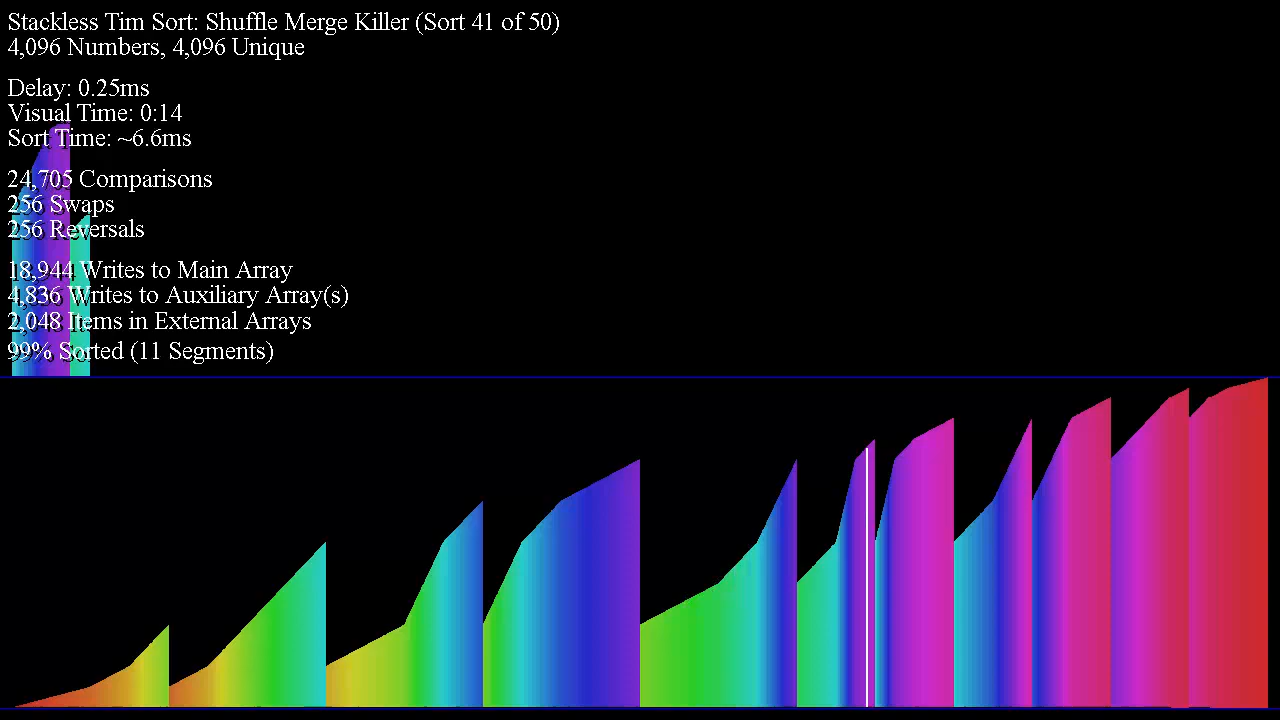 Stackless Tim Sort: Shuffle Merge Killer (Sort 41 of 50)
4,096 Numbers, 4,096 Unique
Delay: 0.25ms
Visual Time: 0:14
Sort Time: ~6.6ms
24,705 Comparisons
256 Swaps
256 Reversals
18,944 Writes to Main Array
4,836 Writes to Auxiliary Array(s)
2,048 Items in External Arrays
99% Sorted (11 Segments)